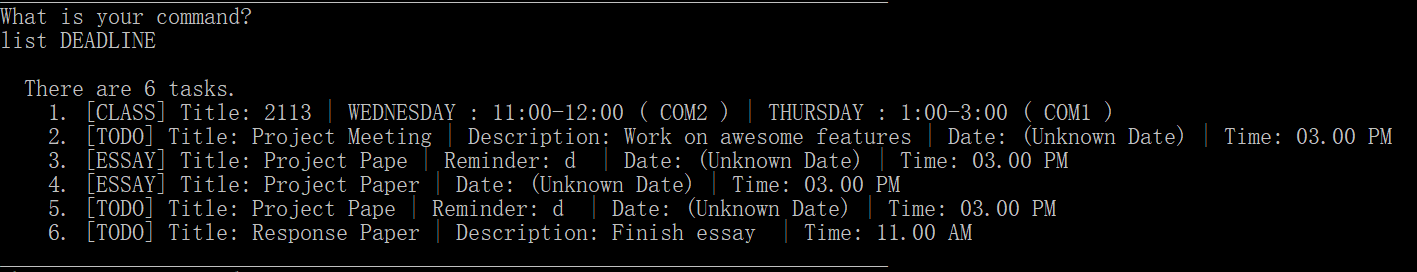 What is your command?
list DEADLINE
There are 6 tasks.
1. [CLASS] Title: 2113 | WEDNESDAY : 11:00-12:00 ( COM2 ) | THURSDAY : 1:00-3:00 ( COM1 )
2. [TODO] Title: Project Meeting | Description: Work on awesome features | Date: (Unknown Date) | Time: 03.00 PM
3. [ESSAY] Title: Project Pape | Reminder: d  | Date: (Unknown Date) | Time: 03.00 PM
4. [ESSAY] Title: Project Paper | Date: (Unknown Date) | Time: 03.00 PM
5. [TODO] Title: Project Pape | Reminder: d  | Date: (Unknown Date) | Time: 03.00 PM
6. [TODO] Title: Response Paper | Description: Finish essay  | Time: 11.00 AM